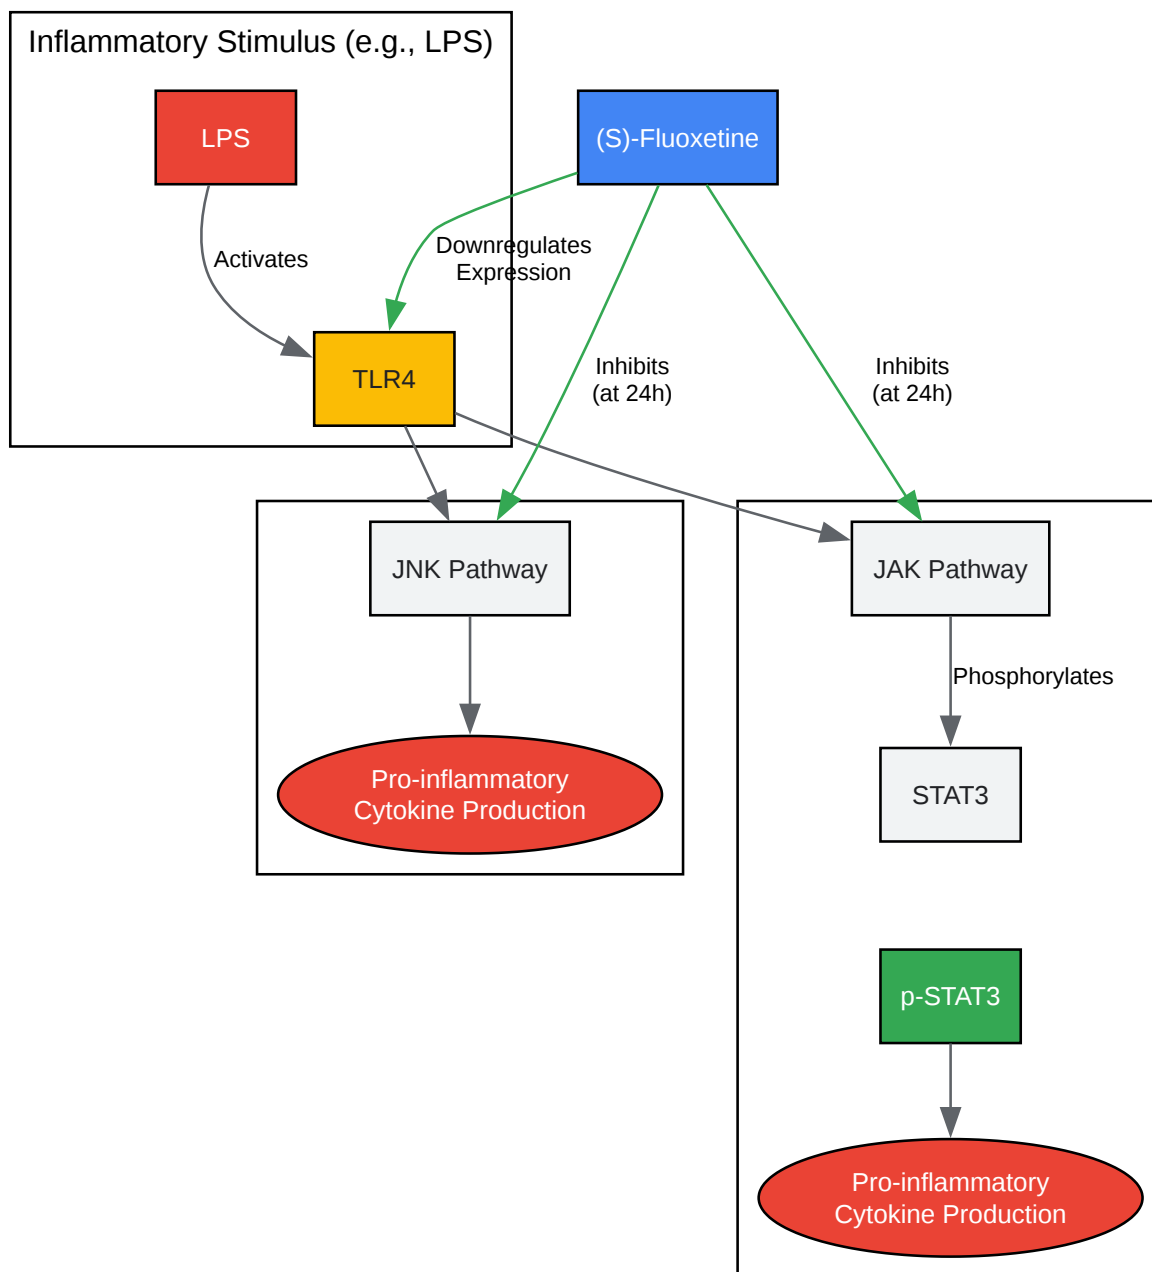 Inflammatory Stimulus (e.g., LPS)
LPS
(S)-Fluoxetine
Activates
Downregulates
Expression
TLR4
Inhibits
(at 24h)
Inhibits
(at 24h)
JNK Pathway
JAK Pathway
Phosphorylates
Pro-inflammatory
Cytokine Production
STAT3
p-STAT3
Pro-inflammatory
Cytokine Production